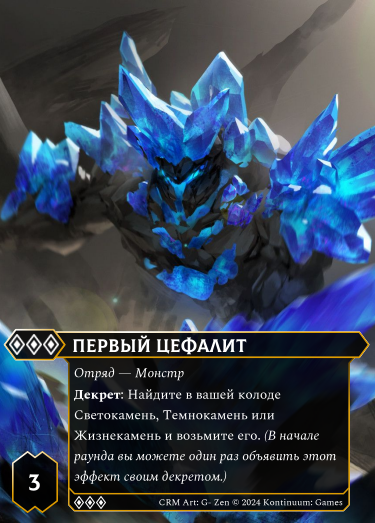 ПЕРВЫЙ ЦЕФАЛИТ
Отряд — Монстр
Декрет: Найдите в вашей колоде
Светокамень, Темнокамень или
Жизнекамень и возьмите его. (В начале
раунда вы можете один раз объявить этот
эффект своим декретом.)
3
CRM Art: G- Zen © 2024 Kontinuum: Games